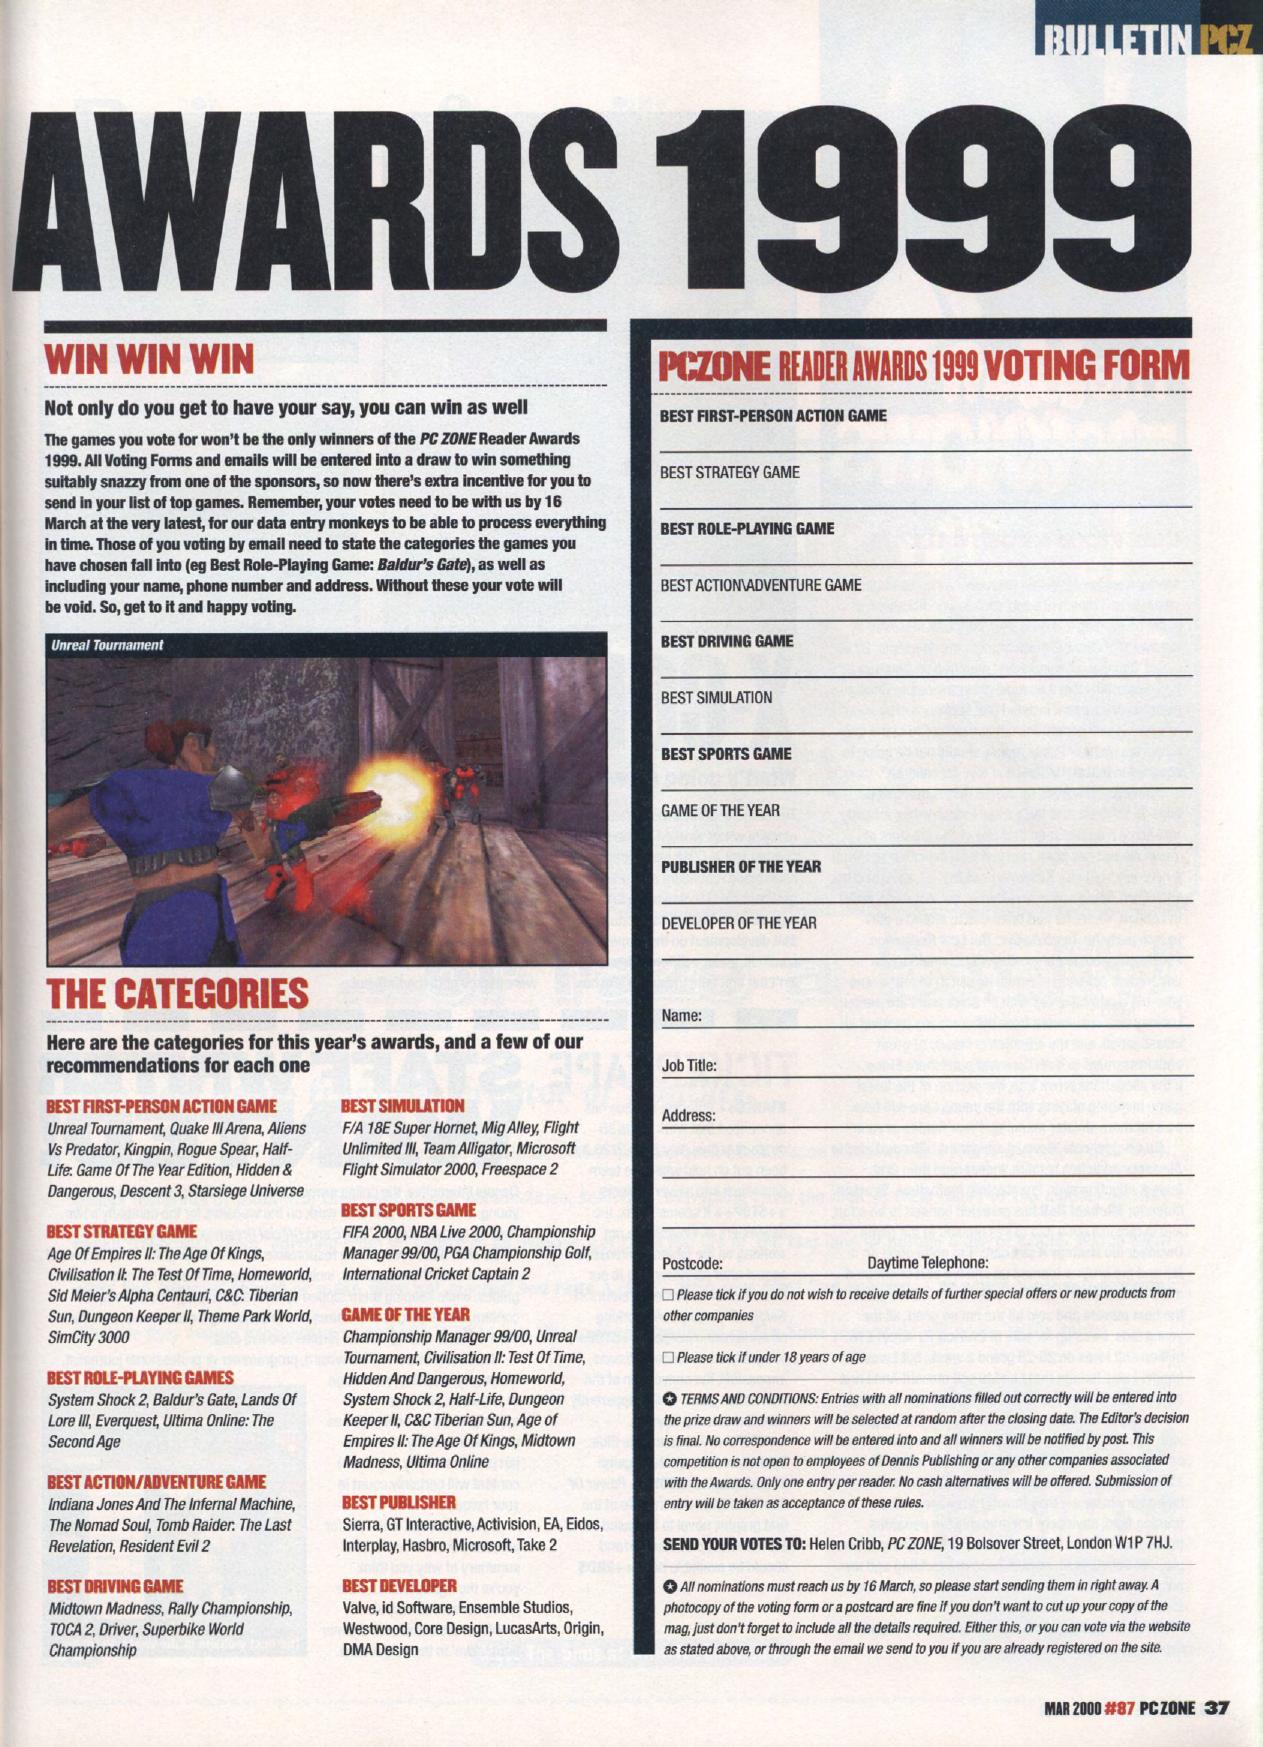 BULLETIN PCZ
AWARDS 1999
WIN WIN WIN
Not only do you get to have your say, you can win as well
The games you vote for won't be the only winners of the PC ZONE Reader Awards
1999. All Voting Forms and emails will be entered into a draw to win something
suitably snazzy from one of the sponsors, so now there's extra incentive for you to
send in your list of top games. Remember, your votes need to be with us by 16
March at the very latest, for our data entry monkeys to be able to process everything
in time. Those of you voting by email need to state the categories the games you
have chosen fall into (eg Best Role-Playing Game: Baldur's Gate), as well as
including your name, phone number and address. Without these your vote will
be void. So, get to it and happy voting.
Unreal Tournament
THE CATEGORIES
Here are the categories for this year's awards, and a few of our
recommendations for each one
BEST FIRST-PERSON ACTION GAME
Unreal Tournament, Quake III Arena, Aliens
Vs Predator, Kingpin, Rogue Spear, Half-
Life: Game Of The Year Edition, Hidden &
Dangerous, Descent 3, Starsiege Universe
BEST STRATEGY GAME
Age Of Empires II: The Age Of Kings,
Civilisation II: The Test Of Time, Homeworld,
Sid Meier's Alpha Centauri, C&C: Tiberian
Sun, Dungeon Keeper II, Theme Park World,
SimCity 3000
BEST ROLE-PLAYING GAMES
System Shock 2, Baldur's Gate, Lands Of
Lore III, Everquest, Ultima Online: The
Second Age
BEST ACTION/ADVENTURE GAME
Indiana Jones And The Infernal Machine,
The Nomad Soul, Tomb Raider: The Last
Revelation, Resident Evil 2
BEST DRIVING GAME
Midtown Madness, Rally Championship,
TOCA 2, Driver, Superbike World
Championship
BEST SIMULATION
F/A 18E Super Hornet, Mig Alley, Flight
Unlimited III, Team Alligator, Microsoft
Flight Simulator 2000, Freespace 2
BEST SPORTS GAME
FIFA 2000, NBA Live 2000, Championship
Manager 99/00, PGA Championship Golf,
International Cricket Captain 2
GAME OF THE YEAR
Championship Manager 99/00, Unreal
Tournament, Civilisation II: Test Of Time,
Hidden And Dangerous, Homeworld,
System Shock 2, Half-Life, Dungeon
Keeper II, C&C Tiberian Sun, Age of
Empires II: The Age Of Kings, Midtown
Madness, Ultima Online
BEST PUBLISHER
Sierra, GT Interactive, Activision, EA, Eidos,
Interplay, Hasbro, Microsoft, Take 2
BEST DEVELOPER
Valve, id Software, Ensemble Studios,
Westwood, Core Design, LucasArts, Origin,
DMA Design
PCZONE READER AWARDS 1999 VOTING FORM
BEST FIRST-PERSON ACTION GAME
BEST STRATEGY GAME
BEST ROLE-PLAYING GAME
BEST ACTION\ADVENTURE GAME
BEST DRIVING GAME
BEST SIMULATION
BEST SPORTS GAME
GAME OF THE YEAR
PUBLISHER OF THE YEAR
DEVELOPER OF THE YEAR
Name:
Job Title:
Address:
Postcode: Daytime Telephone:
☐ Please tick if you do not wish to receive details of further special offers or new products from
other companies
☐ Please tick if under 18 years of age
✪ TERMS AND CONDITIONS: Entries with all nominations filled out correctly will be entered into
the prize draw and winners will be selected at random after the closing date. The Editor's decision
is final. No correspondence will be entered into and all winners will be notified by post. This
competition is not open to employees of Dennis Publishing or any other companies associated
with the Awards. Only one entry per reader. No cash alternatives will be offered. Submission of
entry will be taken as acceptance of these rules.
SEND YOUR VOTES TO: Helen Cribb, PC ZONE, 19 Bolsover Street, London W1P 7HJ.
✪ All nominations must reach us by 16 March, so please start sending them in right away. A
photocopy of the voting form or a postcard are fine if you don't want to cut up your copy of the
mag, just don't forget to include all the details required. Either this, or you can vote via the website
as stated above, or through the email we send to you if you are already registered on the site.
MAR 2000 #87 PC ZONE 37